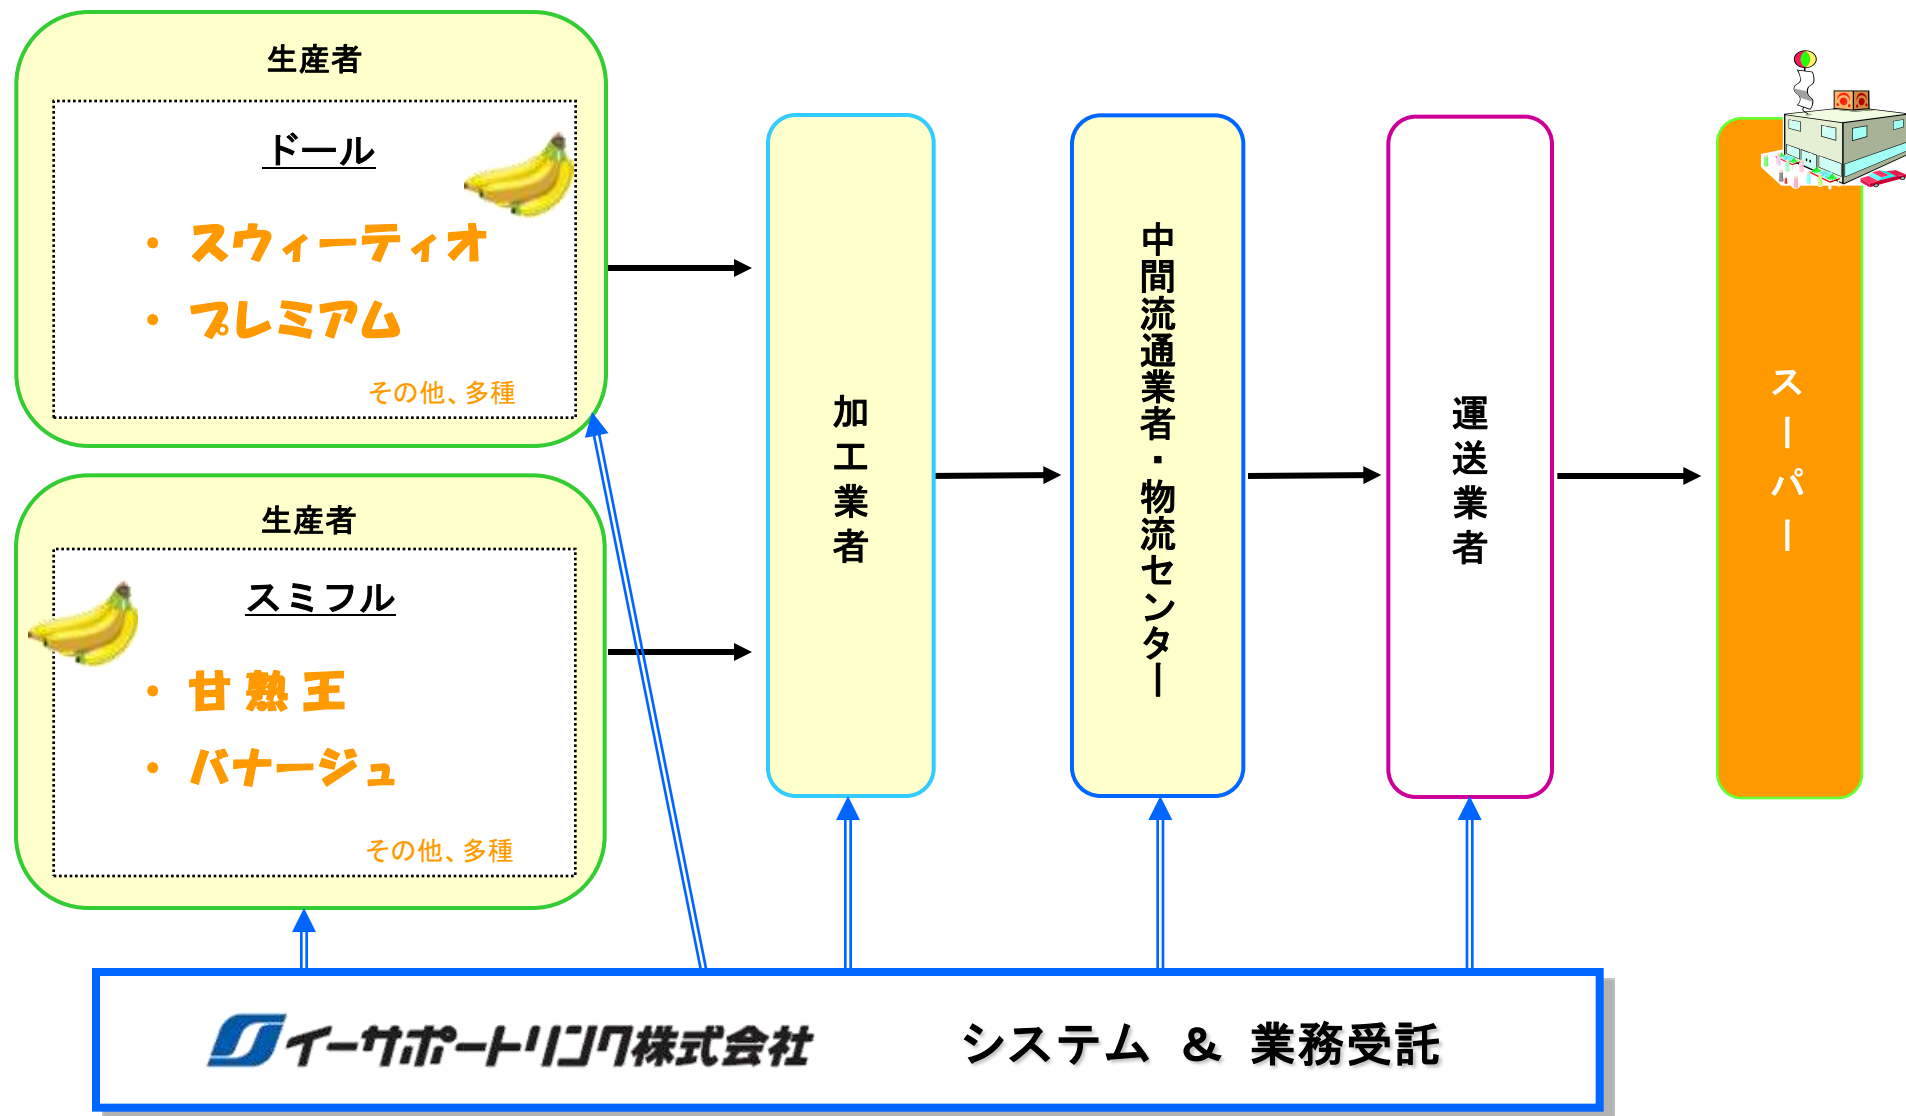 生産者
ドール
・ スウィーティオ
・ プレミアム
その他、多種
生産者
スミフル
・ 甘熟王
・ バナージュ
その他、多種
加工業者
中間流通業者・物流センター
運送業者
スーパー
イーサポートリンク株式会社
システム ＆ 業務受託